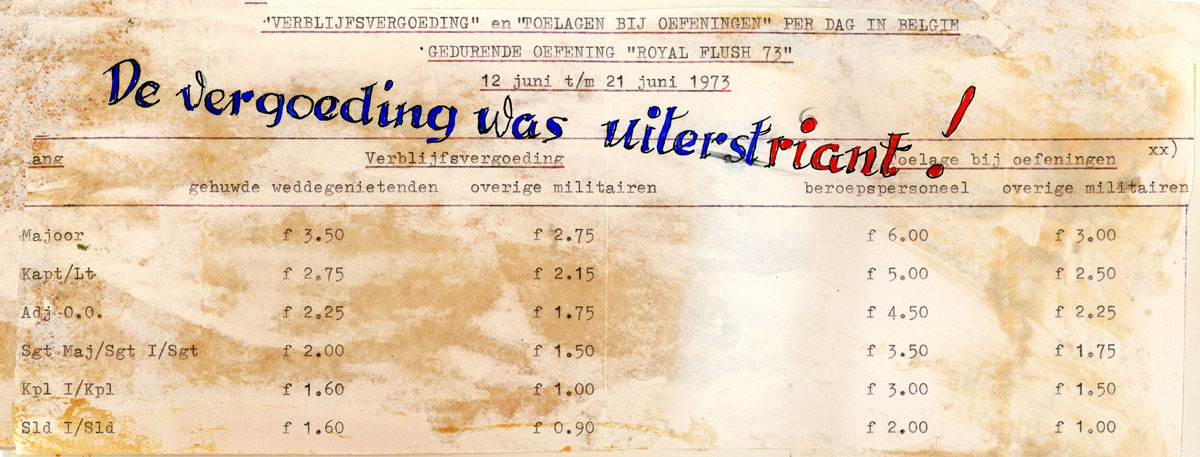 "VERBLIJFSVERGOEDING" en "TOELAGEN BIJ OEFENINGEN" PER DAG IN BELGIE
GEDURENDE OEFENING "ROYAL FLUSH 73"
12 juni t/m 21 juni 1973
De vergoeding was uiterstriant!
ang Verblijfsvergoeding oelage bij oefeningen xx)
gehuwde weddegenietenden overige militairen beroepspersoneel overige militairen
Majoor f 3.50 f 2.75 f 6.00 f 3.00
Kapt/Lt f 2.75 f 2.15 f 5.00 f 2.50
Adj O.O. f 2.25 f 1.75 f 4.50 f 2.25
Sgt Maj/Sgt I/Sgt f 2.00 f 1.50 f 3.50 f 1.75
Kpl I/Kpl f 1.60 f 1.00 f 3.00 f 1.50
Sld I/Sld f 1.60 f 0.90 f 2.00 f 1.00